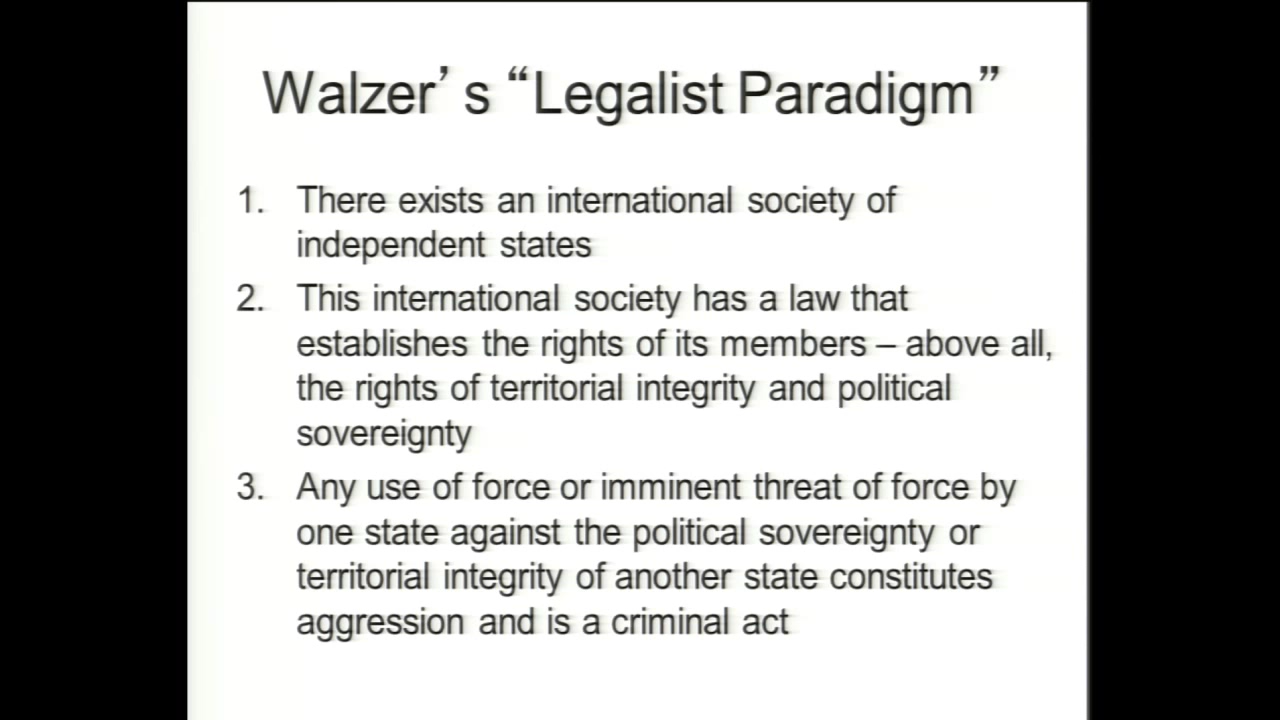 Walzer’s “Legalist Paradigm”
1. There exists an international society of
independent states
2. This international society has a law that
establishes the rights of its members – above all,
the rights of territorial integrity and political
sovereignty
3. Any use of force or imminent threat of force by
one state against the political sovereignty or
territorial integrity of another state constitutes
aggression and is a criminal act